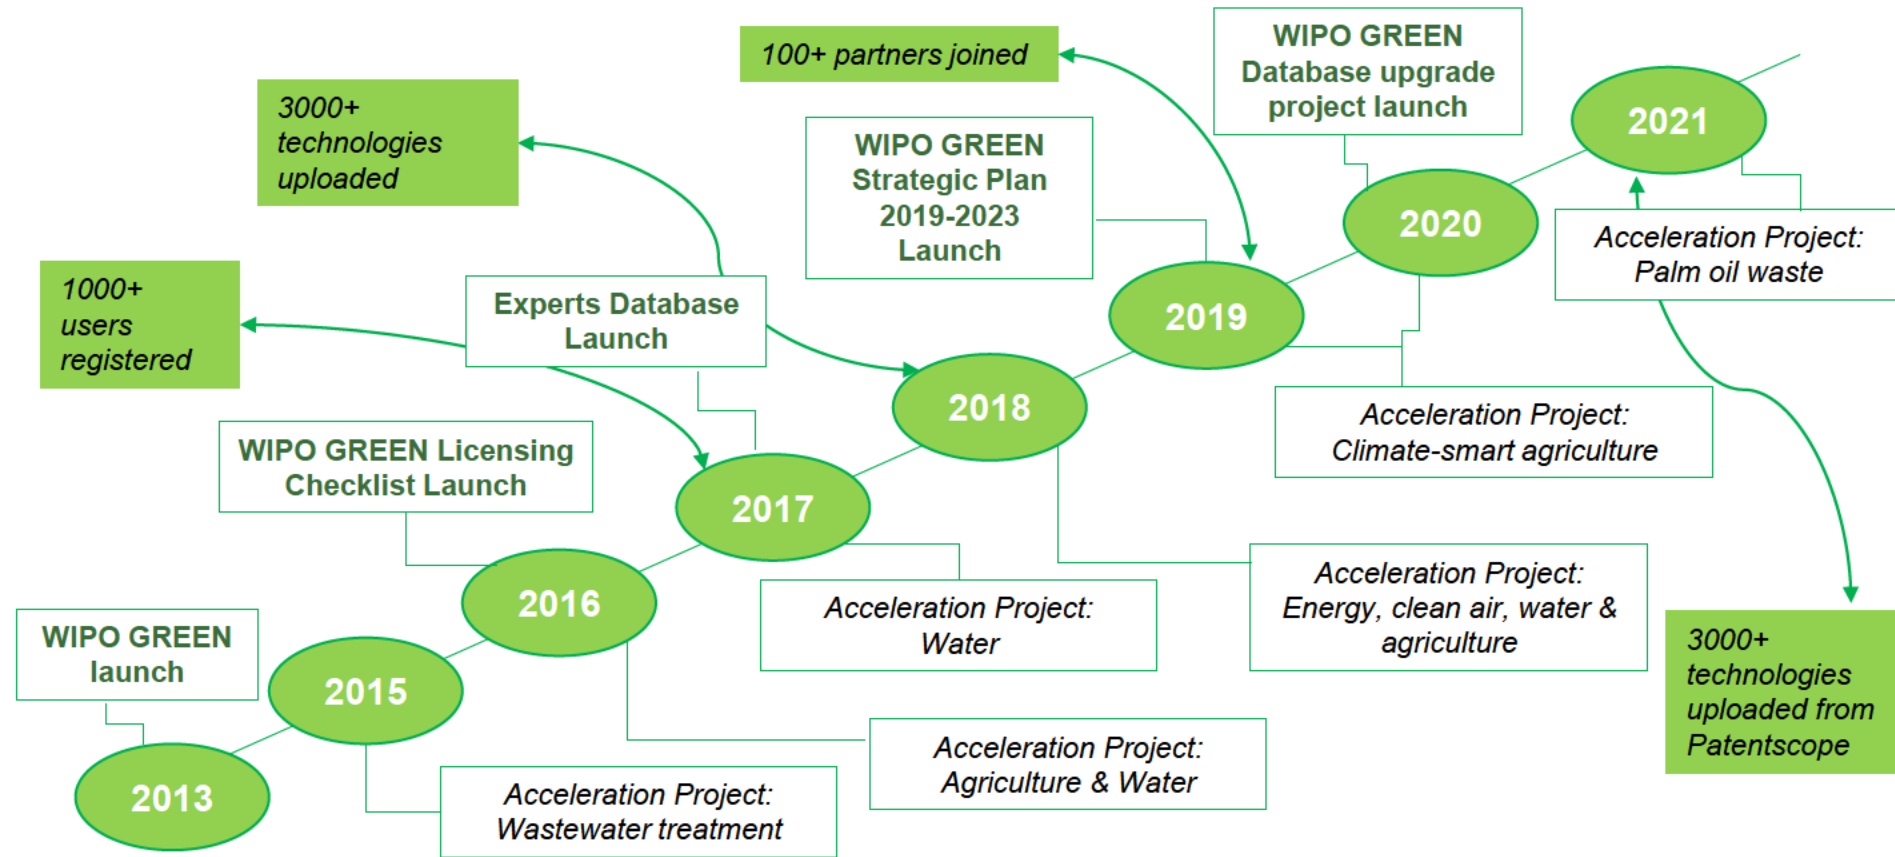 WIPO GREEN
launch
2013
2015
Acceleration Project:
Wastewater treatment
WIPO GREEN Licensing
Checklist Launch
2016
Acceleration Project:
Agriculture & Water
1000+
users
registered
Experts Database
Launch
2017
Acceleration Project:
Water
3000+
technologies
uploaded
2018
Acceleration Project:
Energy, clean air, water &
agriculture
100+ partners joined
WIPO GREEN
Strategic Plan
2019-2023
Launch
2019
Acceleration Project:
Climate-smart agriculture
WIPO GREEN
Database upgrade
project launch
2020
2021
Acceleration Project:
Palm oil waste
3000+
technologies
uploaded from
Patentscope